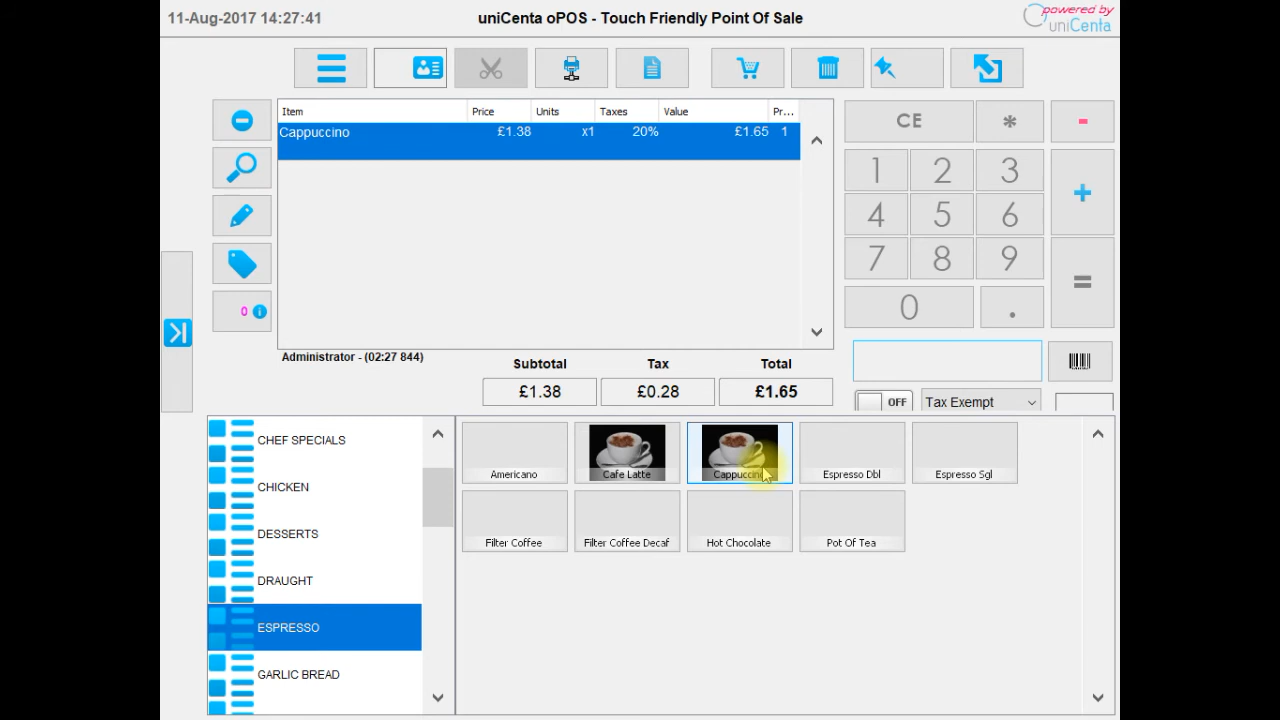 11-Aug-2017 14:27:41
uniCenta oPOS - Touch Friendly Point Of Sale
powered by
uniCenta
Item Price Units Taxes Value Pr...
Cappuccino £1.38 x1 20% £1.65 1
0
Administrator - (02:27 844)
Subtotal Tax Total
£1.38 £0.28 £1.65
CE * -
1 2 3 +
4 5 6
7 8 9 =
0 .
OFF Tax Exempt
CHEF SPECIALS
CHICKEN
DESSERTS
DRAUGHT
ESPRESSO
GARLIC BREAD
Americano Cafe Latte Cappuccino Espresso Dbl Espresso Sgl
Filter Coffee Filter Coffee Decaf Hot Chocolate Pot Of Tea